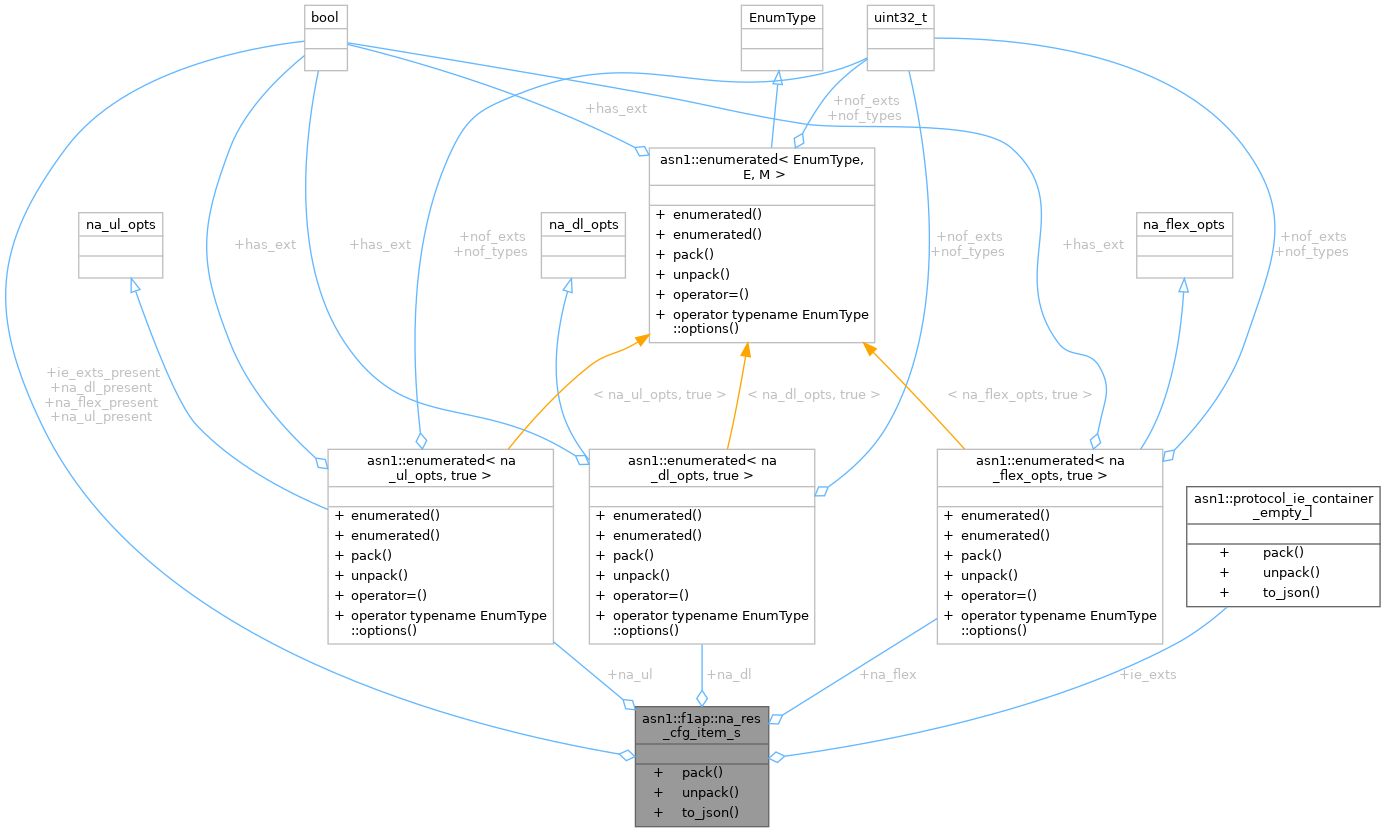 bool
EnumType
uint32_t
+has_ext
+nof_exts
+nof_types
asn1::enumerated< EnumType,
E, M >
+ enumerated()
+ enumerated()
+ pack()
+ unpack()
+ operator=()
+ operator typename EnumType
::options()
na_ul_opts
+has_ext
+has_ext
+nof_exts
+nof_types
na_dl_opts
+nof_exts
+nof_types
+has_ext
na_flex_opts
+nof_exts
+nof_types
+ie_exts_present
+na_dl_present
+na_flex_present
+na_ul_present
< na_ul_opts, true >
< na_dl_opts, true >
< na_flex_opts, true >
asn1::enumerated< na
_ul_opts, true >
+ enumerated()
+ enumerated()
+ pack()
+ unpack()
+ operator=()
+ operator typename EnumType
::options()
asn1::enumerated< na
_dl_opts, true >
+ enumerated()
+ enumerated()
+ pack()
+ unpack()
+ operator=()
+ operator typename EnumType
::options()
asn1::enumerated< na
_flex_opts, true >
+ enumerated()
+ enumerated()
+ pack()
+ unpack()
+ operator=()
+ operator typename EnumType
::options()
asn1::protocol_ie_container
_empty_l
+ pack()
+ unpack()
+ to_json()
+na_ul
+na_dl
+na_flex
+ie_exts
asn1::f1ap::na_res
_cfg_item_s
+ pack()
+ unpack()
+ to_json()